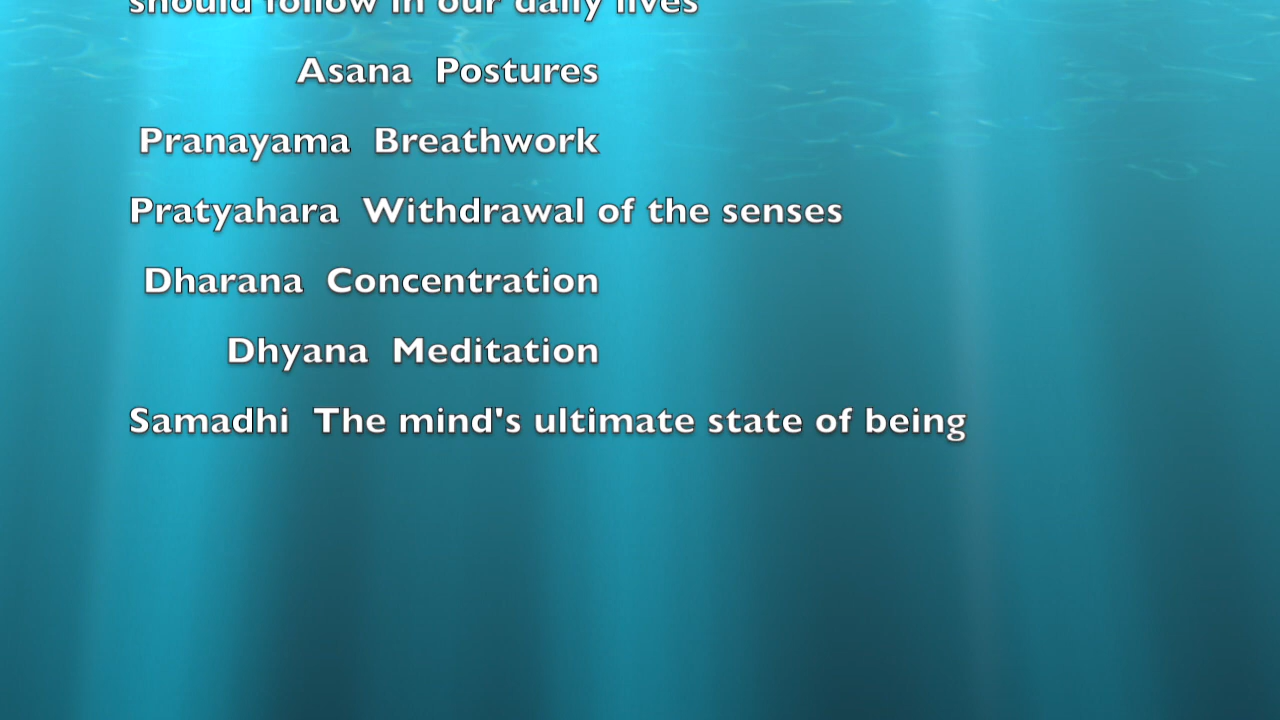 should follow in our daily lives
Asana Postures
Pranayama Breathwork
Pratyahara Withdrawal of the senses
Dharana Concentration
Dhyana Meditation
Samadhi The mind's ultimate state of being